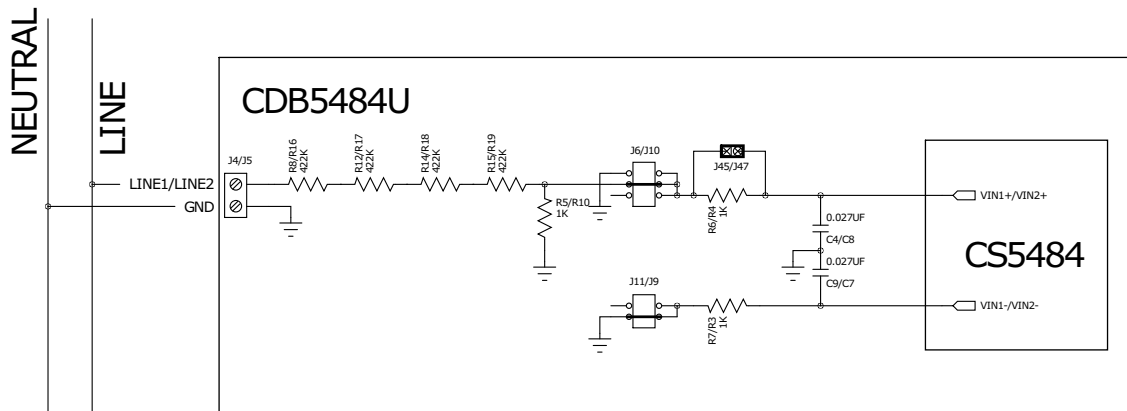 NEUTRAL
LINE
CDB5484U
J4/J5
LINE1/LINE2
GND
R8/R16
422K
R12/R17
422K
R14/R18
422K
R15/R19
422K
R5/R10
1K
J6/J10
J45/J47
R6/R4
1K
0.027UF
C4/C8
0.027UF
C9/C7
J11/J9
R7/R3
1K
VIN1+/VIN2+
CS5484
VIN1-/VIN2-